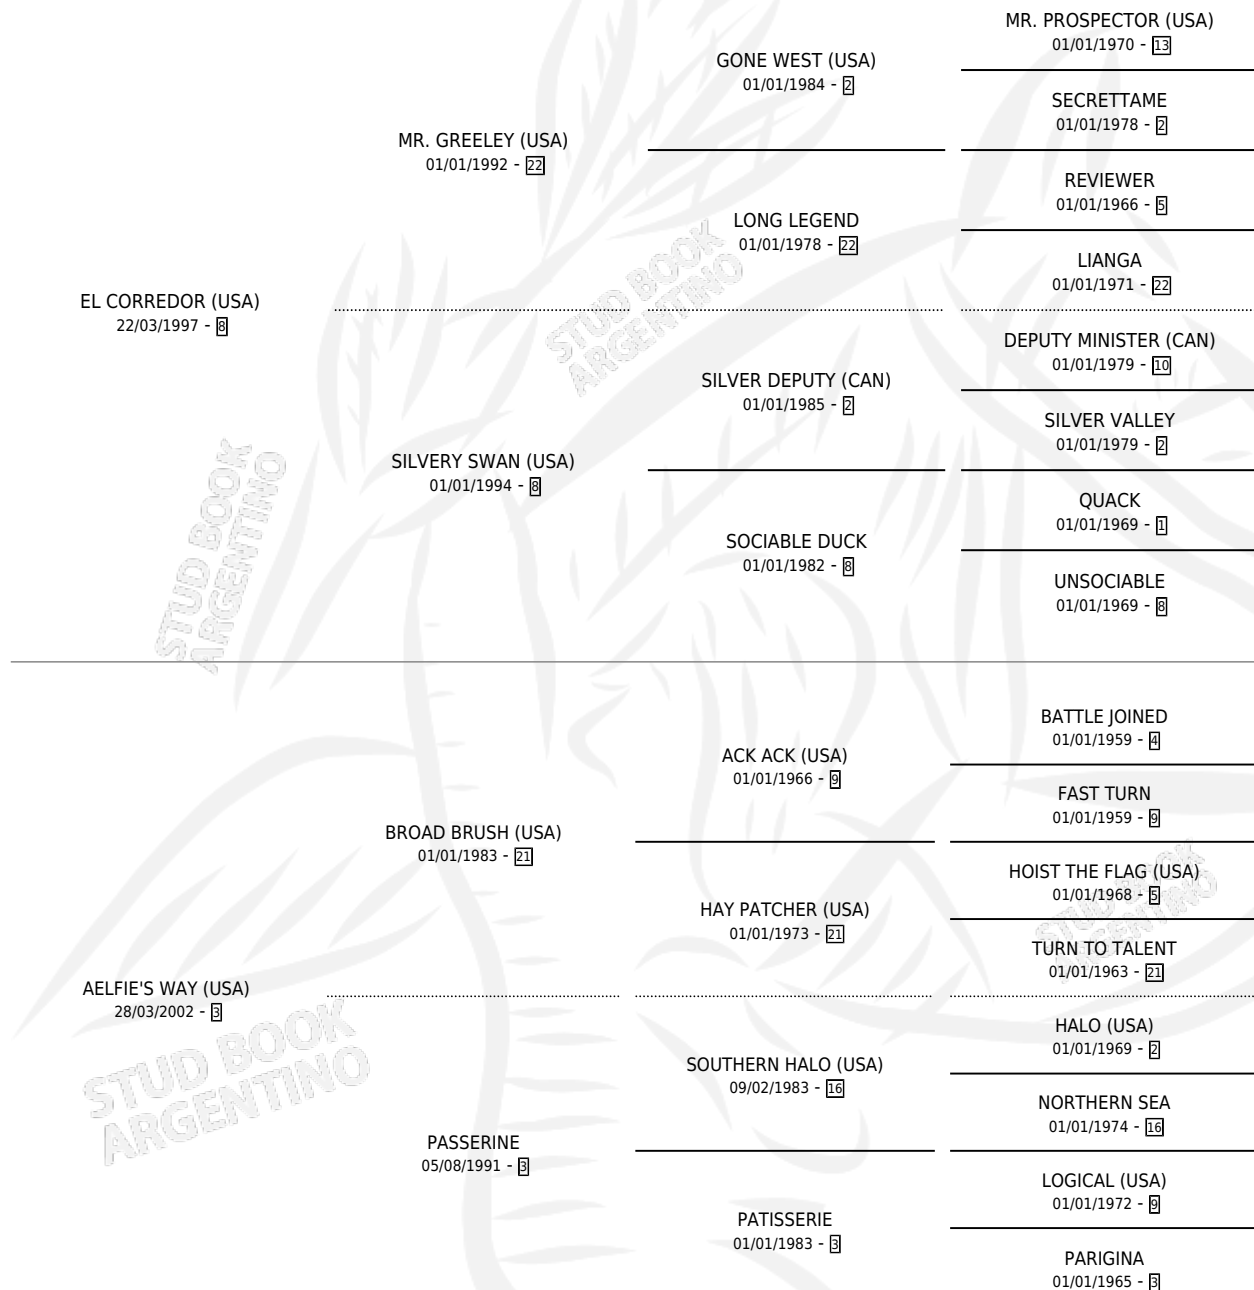 MR. PROSPECTOR (USA)
01/01/1970 - 13
GONE WEST (USA)
01/01/1984 - 2
SECRETTAME
01/01/1978 - 2
MR. GREELEY (USA)
01/01/1992 - 22
REVIEWER
01/01/1966 - 5
LONG LEGEND
01/01/1978 - 22
LIANGA
01/01/1971 - 22
EL CORREDOR (USA)
22/03/1997 - 8
STUD BOOK
ARGENTINO
DEPUTY MINISTER (CAN)
01/01/1979 - 10
SILVER DEPUTY (CAN)
01/01/1985 - 2
SILVER VALLEY
01/01/1979 - 2
SILVERY SWAN (USA)
01/01/1994 - 8
QUACK
01/01/1969 - 1
SOCIABLE DUCK
01/01/1982 - 8
UNSOCIABLE
01/01/1969 - 8
STUD BOOK
ARGENTINO
BATTLE JOINED
01/01/1959 - 4
ACK ACK (USA)
01/01/1966 - 9
FAST TURN
01/01/1959 - 9
BROAD BRUSH (USA)
01/01/1983 - 21
HOIST THE FLAG (USA)
01/01/1968 - 5
HAY PATCHER (USA)
01/01/1973 - 21
STUD BOOK
ARGENTINO
TURN TO TALENT
01/01/1963 - 21
AELFIE'S WAY (USA)
28/03/2002 - 3
STUD BOOK
ARGENTINO
HALO (USA)
01/01/1969 - 2
SOUTHERN HALO (USA)
09/02/1983 - 16
NORTHERN SEA
01/01/1974 - 16
PASSERINE
05/08/1991 - 3
LOGICAL (USA)
01/01/1972 - 9
PATISSERIE
01/01/1983 - 3
PARIGINA
01/01/1965 - 3